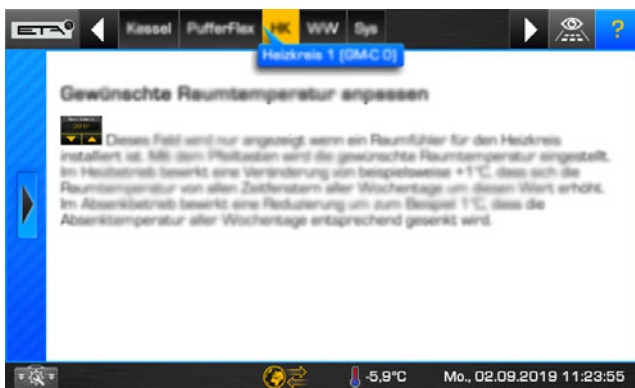 ETA
Kessel PufferFlex HK WW Sys
?
Heizkreis 1 (GM-C 0)
Gewünschte Raumtemperatur anpassen
Dieses Feld wird nur angezeigt wenn ein Raumfühler für den Heizkreis
installiert ist. Mit dem Pfeiltasten wird die gewünschte Raumtemperatur eingestellt.
Im Heizbetrieb bewirkt eine Veränderung von beispielsweise +1°C, dass sich die
Raumtemperatur von allen Zeitfenstern aller Wochentage um diesen Wert erhöht.
Im Absenkbetrieb bewirkt eine Reduzierung um zum Beispiel 1°C, dass die
Absenktemperatur aller Wochentage entsprechend gesenkt wird.
-5,9°C Mo., 02.09.2019 11:23:55